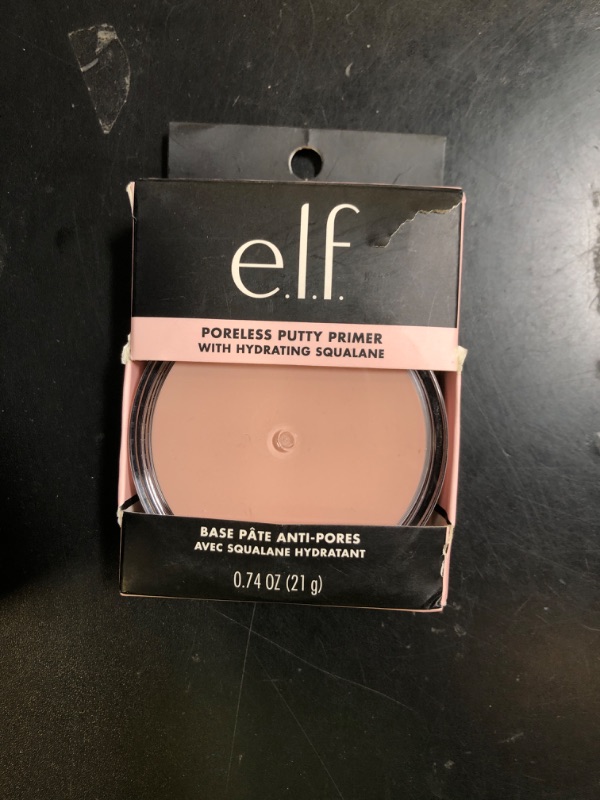 e.l.f.
PORELESS PUTTY PRIMER
WITH HYDRATING SQUALANE
BASE PÂTE ANTI-PORES
AVEC SQUALANE HYDRATANT
0.74 OZ (21 g)